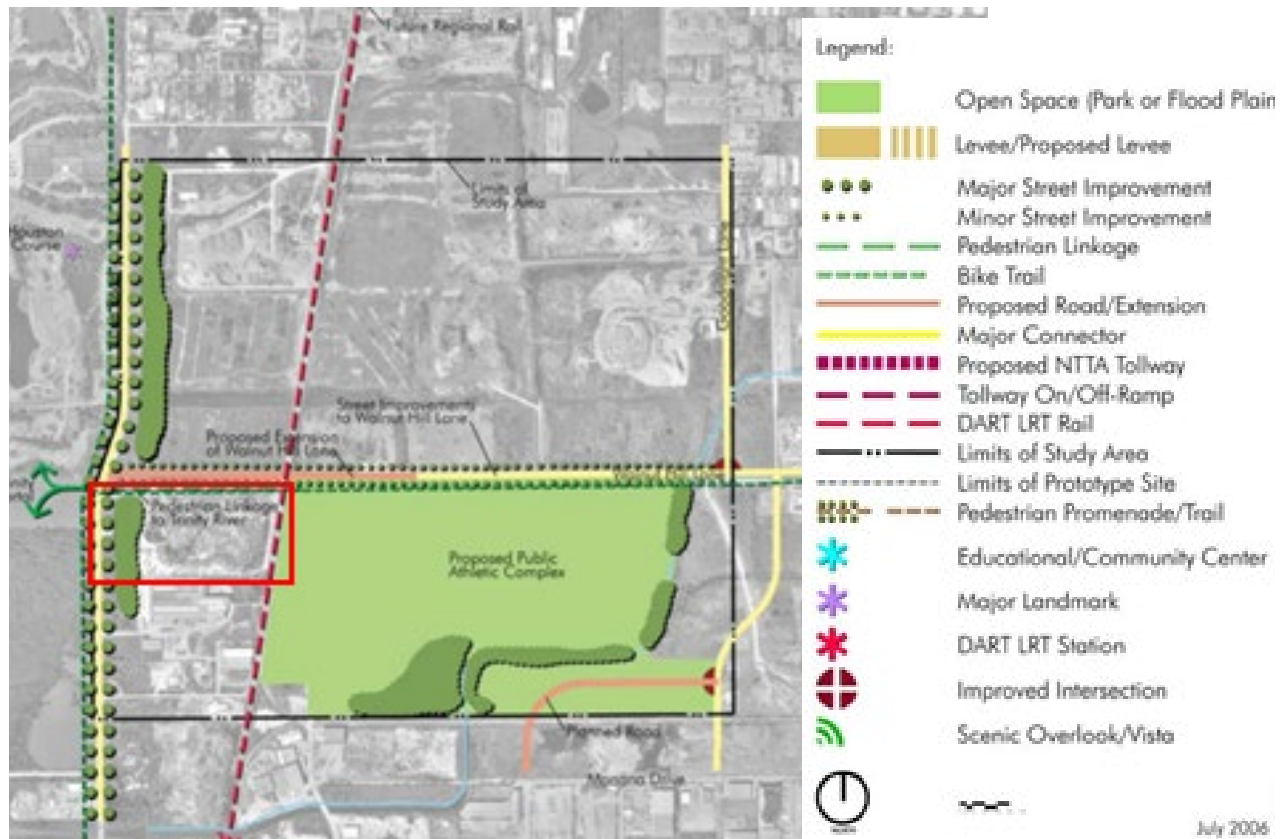 Future Regional Rail
Limits of
Study Area
Houston
Course
Street Improvements
to Walnut Hill Lane
Proposed Extension
of Walnut Hill Lane
Pedestrian Linkage
to Trinity River
Proposed Public
Athletic Complex
Planned Road
Manana Drive
Legend:
Open Space (Park or Flood Plain
Levee/Proposed Levee
Major Street Improvement
Minor Street Improvement
Pedestrian Linkage
Bike Trail
Proposed Road/Extension
Major Connector
Proposed NTTA Tollway
Tollway On/Off-Ramp
DART LRT Rail
Limits of Study Area
Limits of Prototype Site
Pedestrian Promenade/Trail
Educational/Community Center
Major Landmark
DART LRT Station
Improved Intersection
Scenic Overlook/Vista
NORTH
July 2006